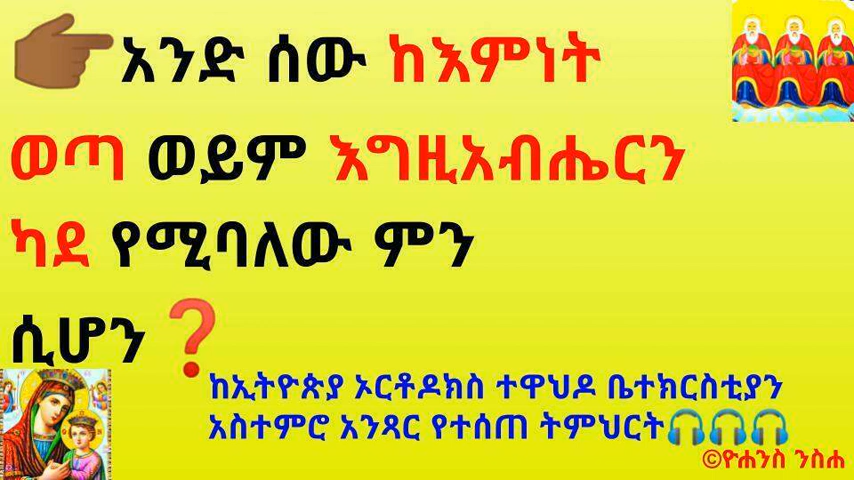 አንድ ሰው ከእምነት
ወጣ ወይም እግዚአብሔርን
ካደ የሚባለው ምን
ሲሆን ❓
ከኢትዮጵያ ኦርቶዶክስ ተዋህዶ ቤተክርስቲያን
አስተምሮ አንጻር የተሰጠ ትምህርት🎧🎧🎧
©ዮሐንስ ንስሐ